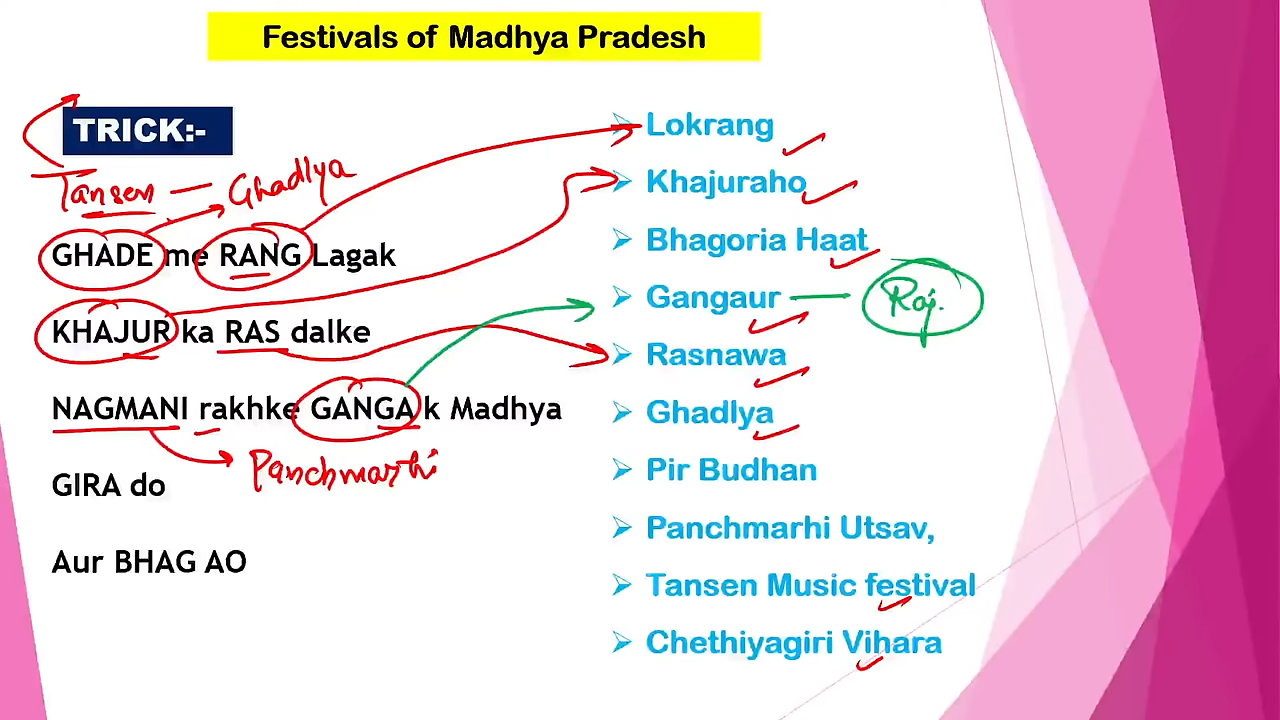 Festivals of Madhya Pradesh
TRICK:-
Tansen — Ghadlya
GHADE me RANG Lagak
KHAJUR ka RAS dalke
NAGMANI rakhke GANGA k Madhya
Panchmarhi
GIRA do
Aur BHAG AO
Lokrang
Khajuraho
Bhagoria Haat
Gangaur — Raj.
Rasnawa
Ghadlya
Pir Budhan
Panchmarhi Utsav,
Tansen Music festival
Chethiyagiri Vihara